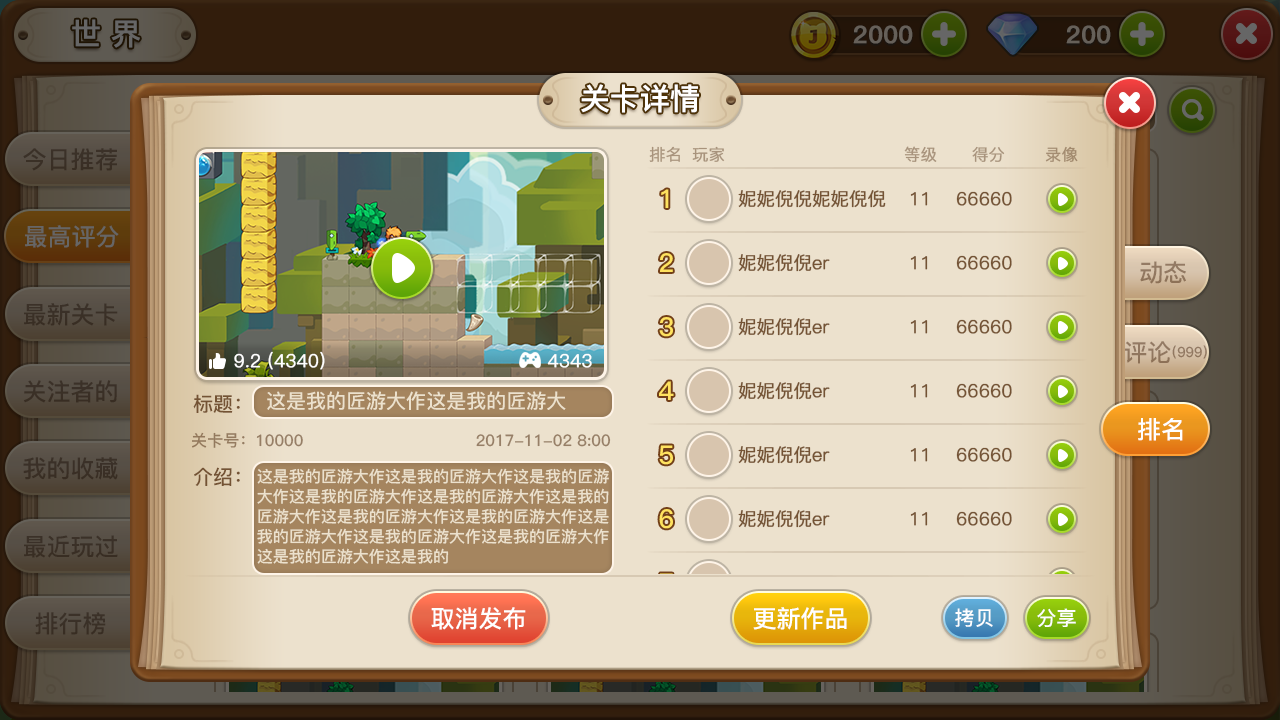 世界
2000
200
今日推荐
最高评分
最新关卡
关注者的
我的收藏
最近玩过
排行榜
关卡详情
9.2 (4340)
4343
标题：
这是我的匠游大作这是我的匠游大
关卡号：10000
2017-11-02 8:00
介绍：
这是我的匠游大作这是我的匠游大作这是我的匠游
大作这是我的匠游大作这是我的匠游大作这是我的
匠游大作这是我的匠游大作这是我的匠游大作这是
我的匠游大作这是我的匠游大作这是我的匠游大作
这是我的匠游大作这是我的
排名 玩家 等级 得分 录像
1 妮妮倪倪妮妮倪倪 11 66660
2 妮妮倪倪er 11 66660
3 妮妮倪倪er 11 66660
4 妮妮倪倪er 11 66660
5 妮妮倪倪er 11 66660
6 妮妮倪倪er 11 66660
动态
评论(999)
排名
取消发布
更新作品
拷贝
分享